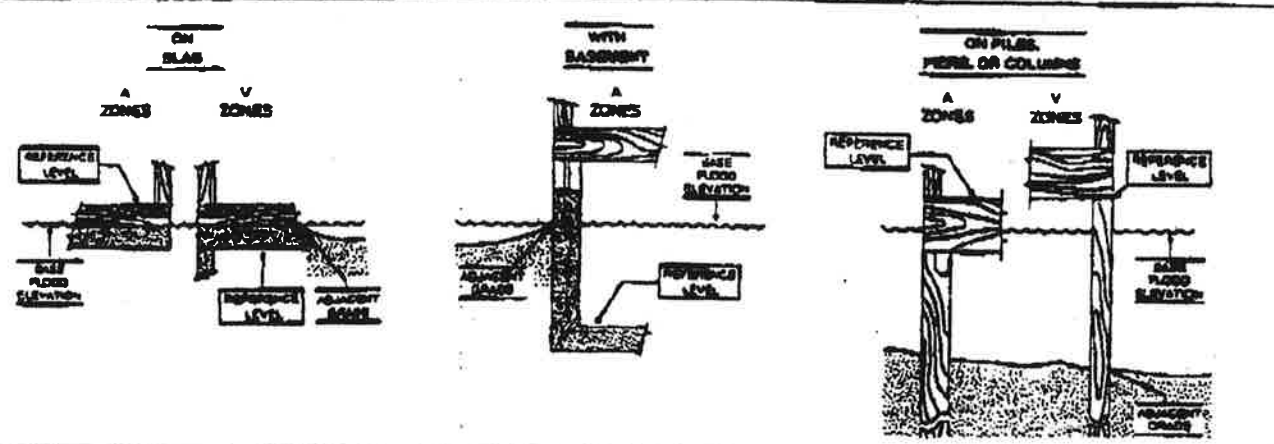 ON
SLAB
A
ZONES
V
ZONES
REFERENCE
LEVEL
BASE
FLOOD
ELEVATION
REFERENCE
LEVEL
ADJACENT
GRADE
WITH
BASEMENT
A
ZONES
BASE
FLOOD
ELEVATION
ADJACENT
GRADE
REFERENCE
LEVEL
ON PILES,
PIERS, OR COLUMNS
A
ZONES
V
ZONES
REFERENCE
LEVEL
REFERENCE
LEVEL
BASE
FLOOD
ELEVATION
ADJACENT
GRADE